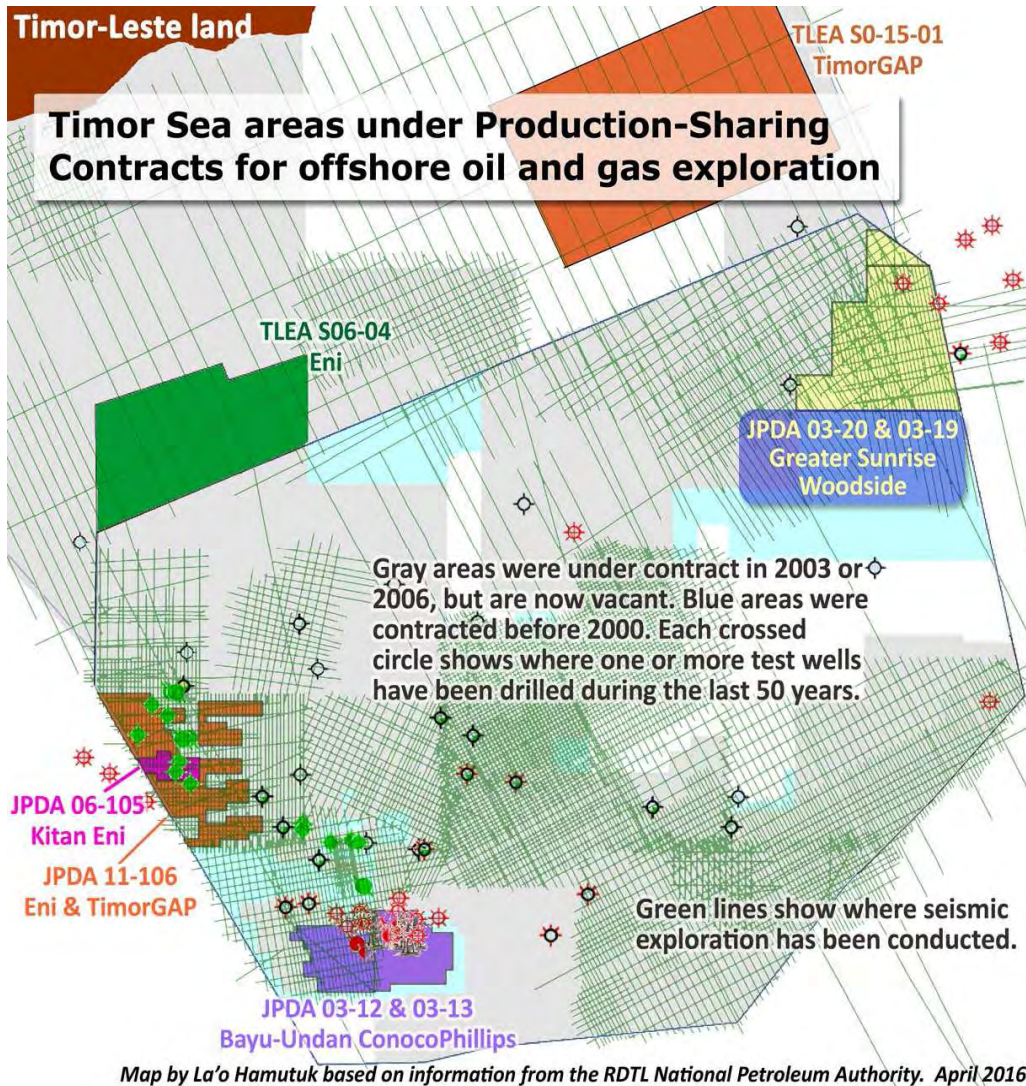 Timor-Leste land
TLEA S0-15-01
TimorGAP
Timor Sea areas under Production-Sharing
Contracts for offshore oil and gas exploration
TLEA S06-04
Eni
JPDA 03-20 & 03-19
Greater Sunrise
Woodside
Gray areas were under contract in 2003 or
2006, but are now vacant. Blue areas were
contracted before 2000. Each crossed
circle shows where one or more test wells
have been drilled during the last 50 years.
JPDA 06-105
Kitan Eni
JPDA 11-106
Eni & TimorGAP
Green lines show where seismic
exploration has been conducted.
JPDA 03-12 & 03-13
Bayu-Undan ConocoPhillips
Map by La'o Hamutuk based on information from the RDTL National Petroleum Authority. April 2016